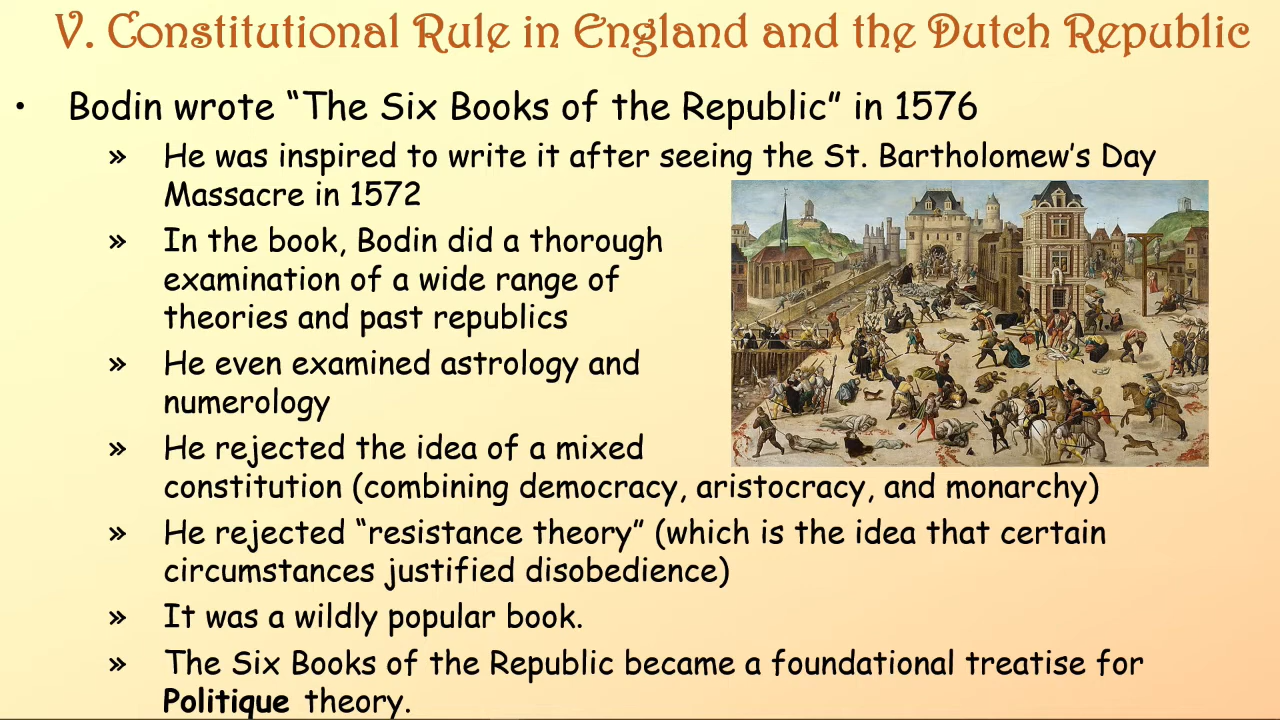 V. Constitutional Rule in England and the Dutch Republic
• Bodin wrote “The Six Books of the Republic” in 1576
» He was inspired to write it after seeing the St. Bartholomew’s Day
Massacre in 1572
» In the book, Bodin did a thorough
examination of a wide range of
theories and past republics
» He even examined astrology and
numerology
» He rejected the idea of a mixed
constitution (combining democracy, aristocracy, and monarchy)
» He rejected “resistance theory” (which is the idea that certain
circumstances justified disobedience)
» It was a wildly popular book.
» The Six Books of the Republic became a foundational treatise for
Politique theory.